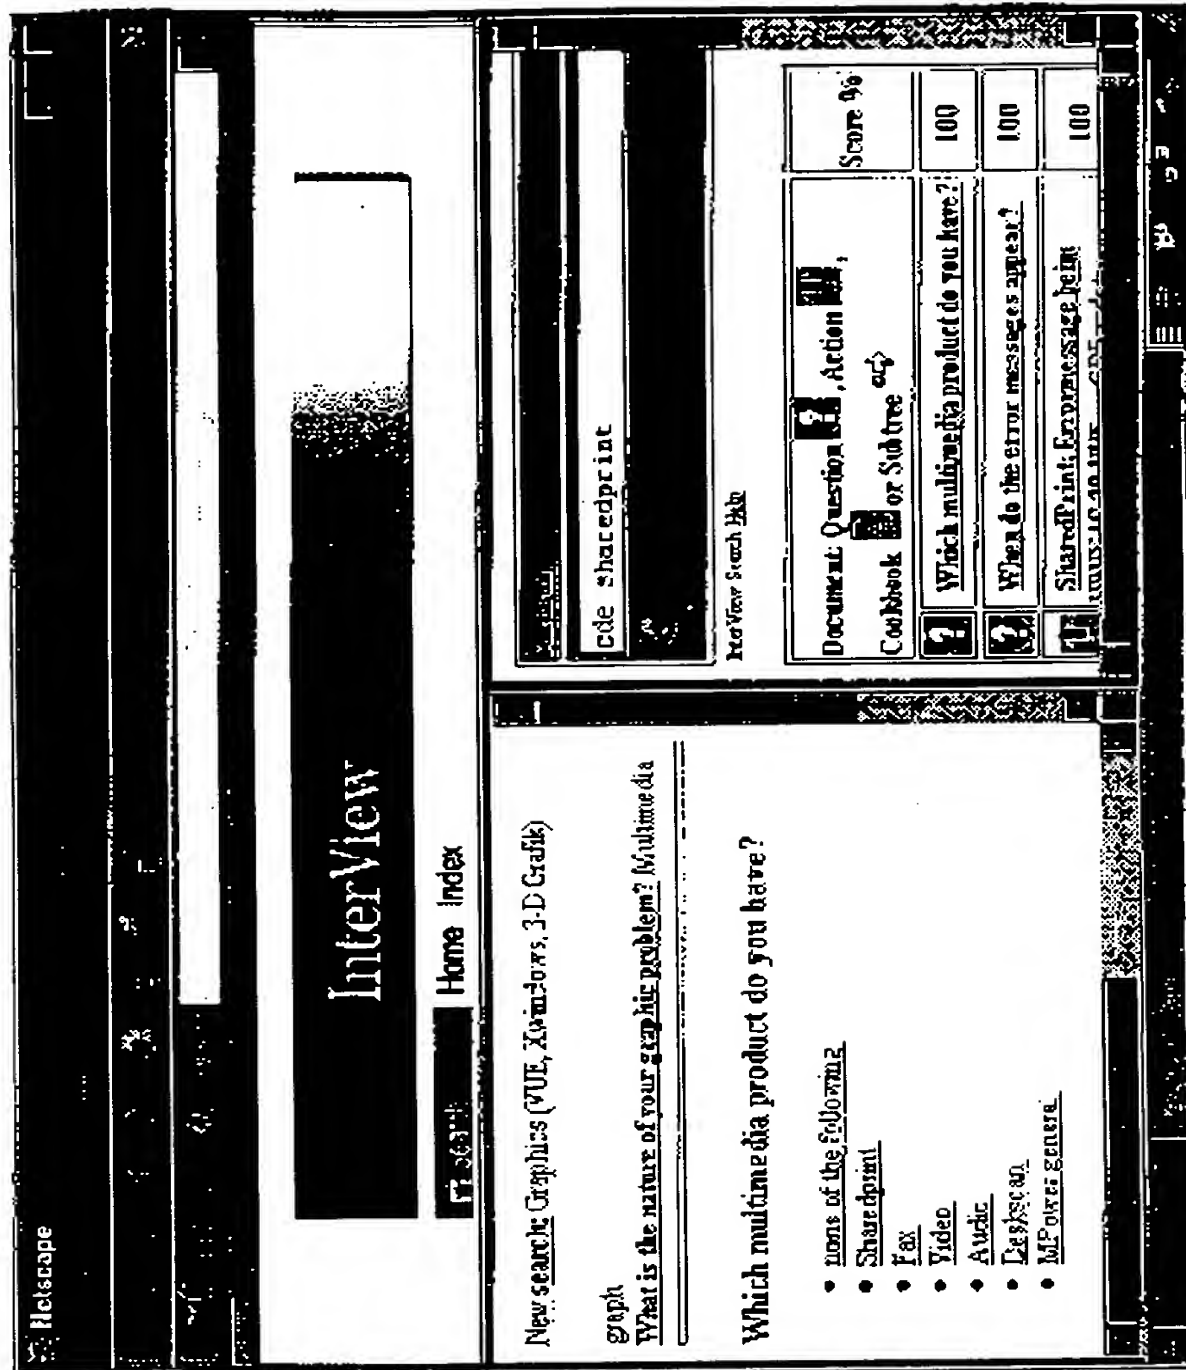 Netscape
InterView
Home Index
New search: Graphics (VUE, Xwindows, 3-D Grafik)
graph
What is the nature of your graphic problem? Multimedia
Which multimedia product do you have?
• none of the following
• Sharedprint
• Fax
• Video
• Audio
• Deskscan
• MPower general
cde sharedprint
InterView Search Help
Document: Question ? , Action ,
Cookbook or Subtree
Score %
? Which multimedia product do you have? 100
? When do the error messages appear? 100
SharedPrint: Errormessage beim 100